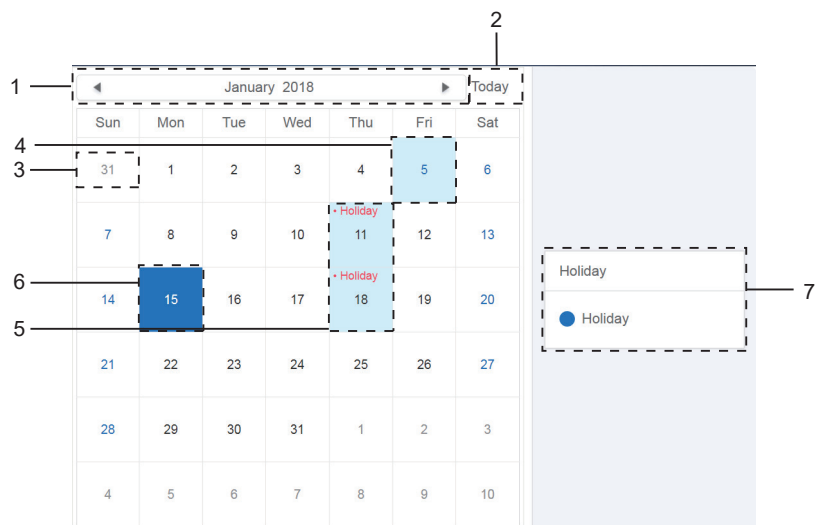 2
1
◀ January 2018 ▶ Today
Sun Mon Tue Wed Thu Fri Sat
4
3
31 1 2 3 4 5 6
• Holiday
7 8 9 10 11 12 13
• Holiday
6
14 15 16 17 18 19 20
5
21 22 23 24 25 26 27
28 29 30 31 1 2 3
4 5 6 7 8 9 10
Holiday
Holiday
7